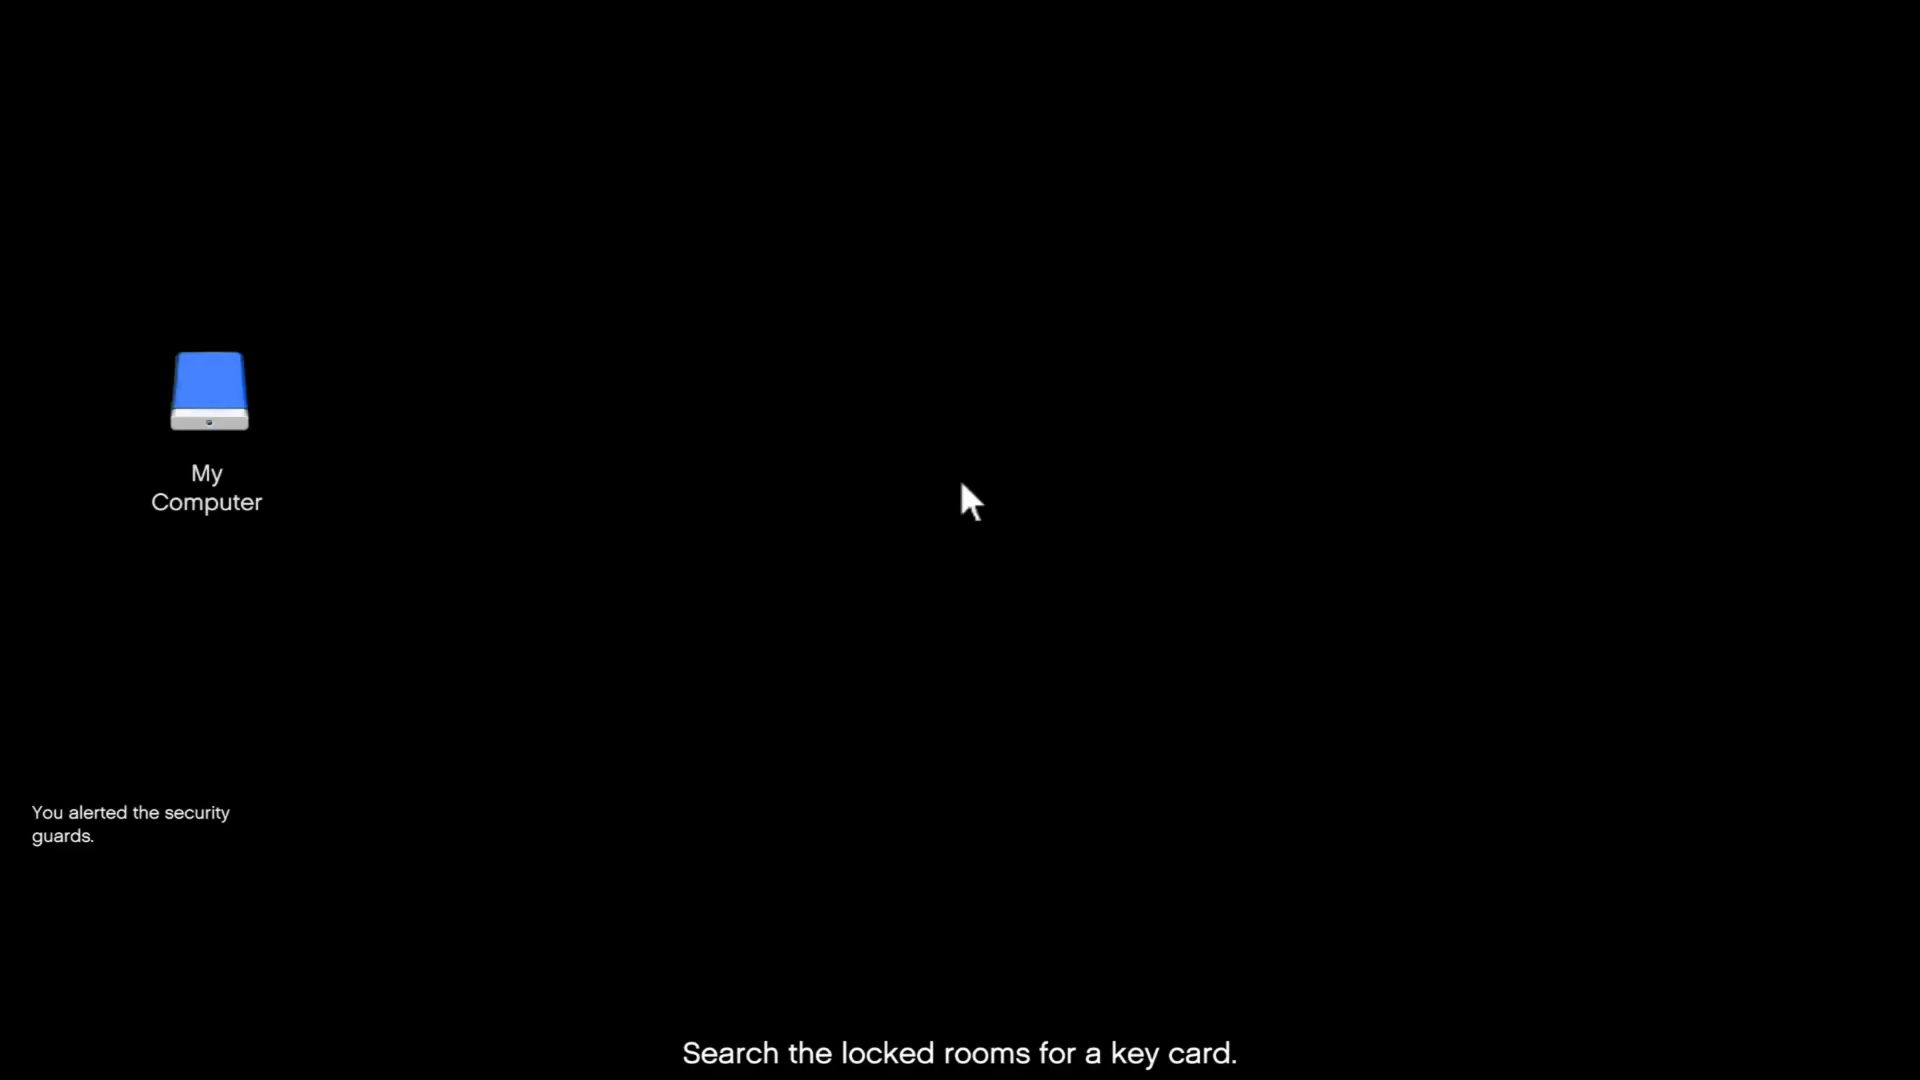 My
Computer
You alerted the security
guards.
Search the locked rooms for a key card.